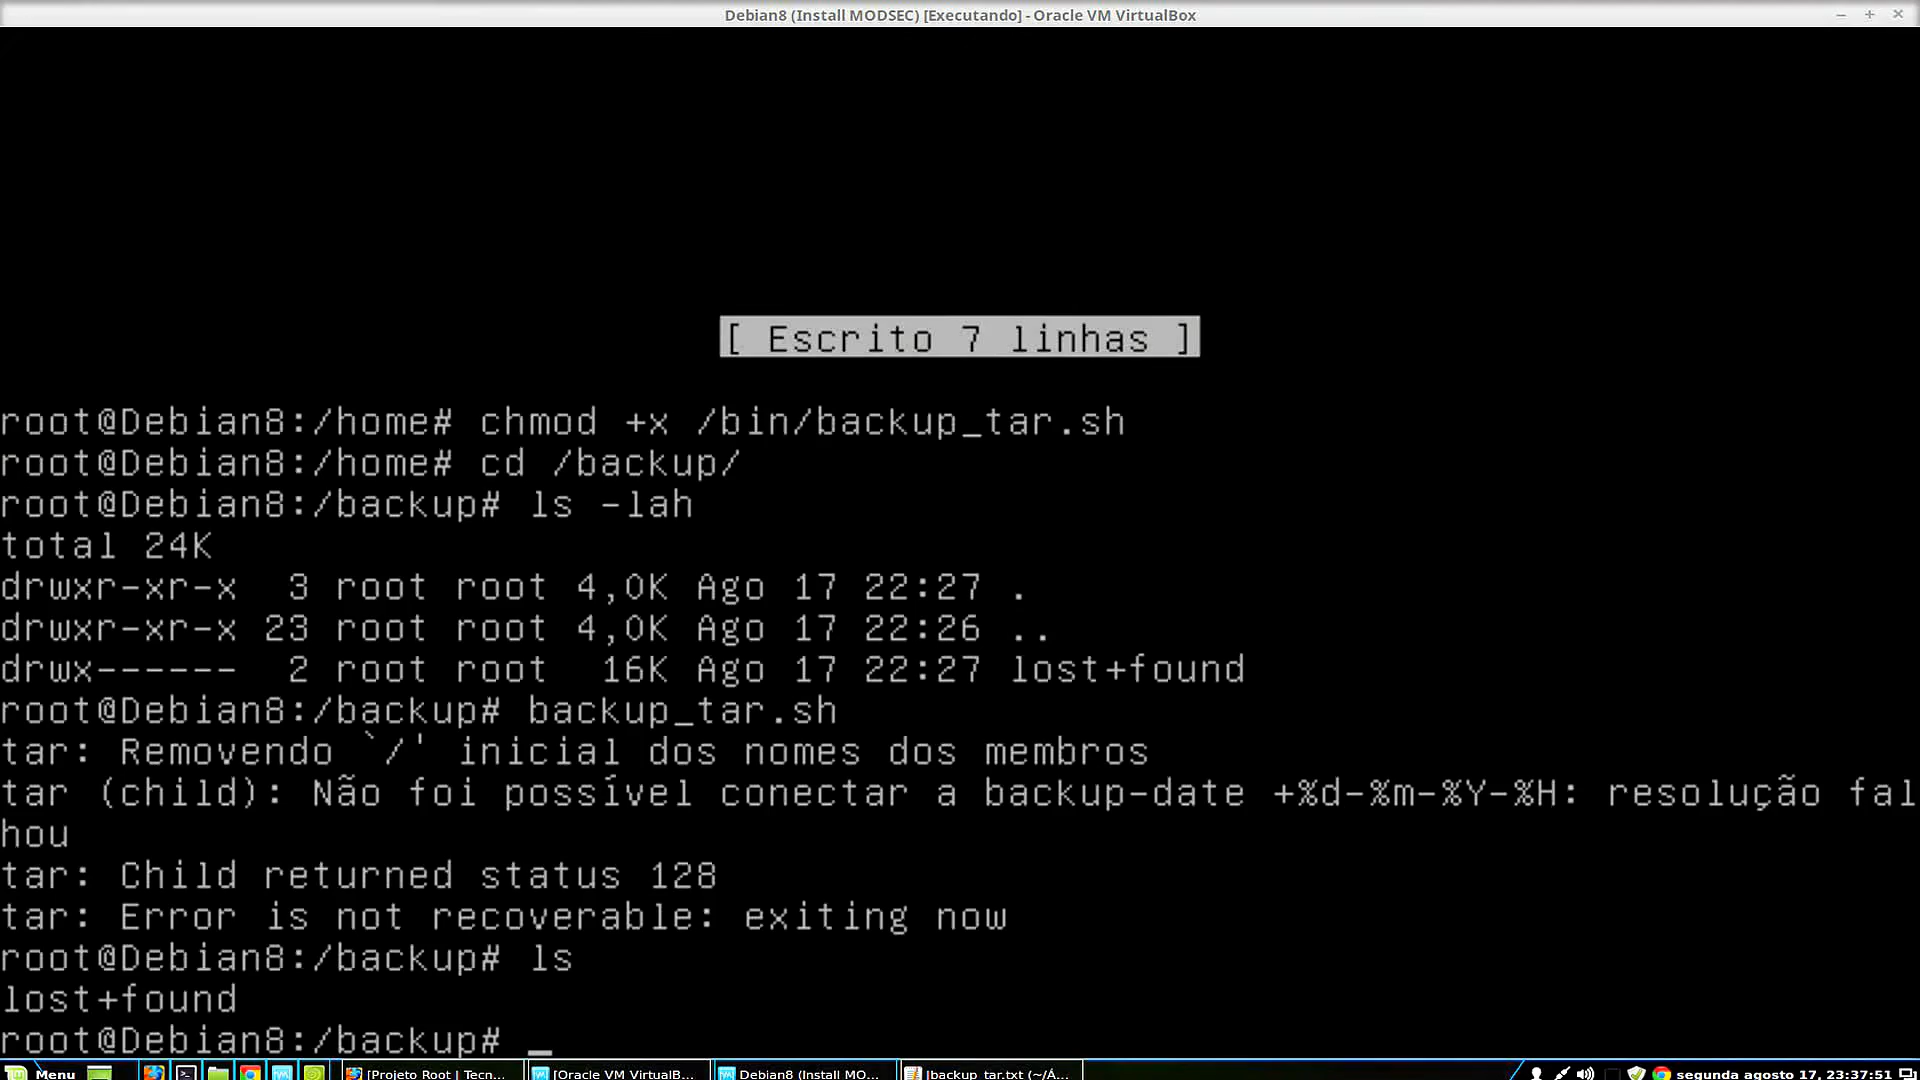 Debian8 (Install MODSEC) [Executando] - Oracle VM VirtualBox
[ Escrito 7 linhas ]
root@Debian8:/home# chmod +x /bin/backup_tar.sh
root@Debian8:/home# cd /backup/
root@Debian8:/backup# ls -lah
total 24K
drwxr-xr-x 3 root root 4,0K Ago 17 22:27 .
drwxr-xr-x 23 root root 4,0K Ago 17 22:26 ..
drwx------ 2 root root 16K Ago 17 22:27 lost+found
root@Debian8:/backup# backup_tar.sh
tar: Removendo `/' inicial dos nomes dos membros
tar (child): Não foi possível conectar a backup-date +%d-%m-%Y-%H: resolução fal
hou
tar: Child returned status 128
tar: Error is not recoverable: exiting now
root@Debian8:/backup# ls
lost+found
root@Debian8:/backup# _
Menu [Projeto Root | Tecn... [Oracle VM VirtualB... Debian8 (Install MO... [backup_tar.txt (~/Á... segunda agosto 17, 23:37:51